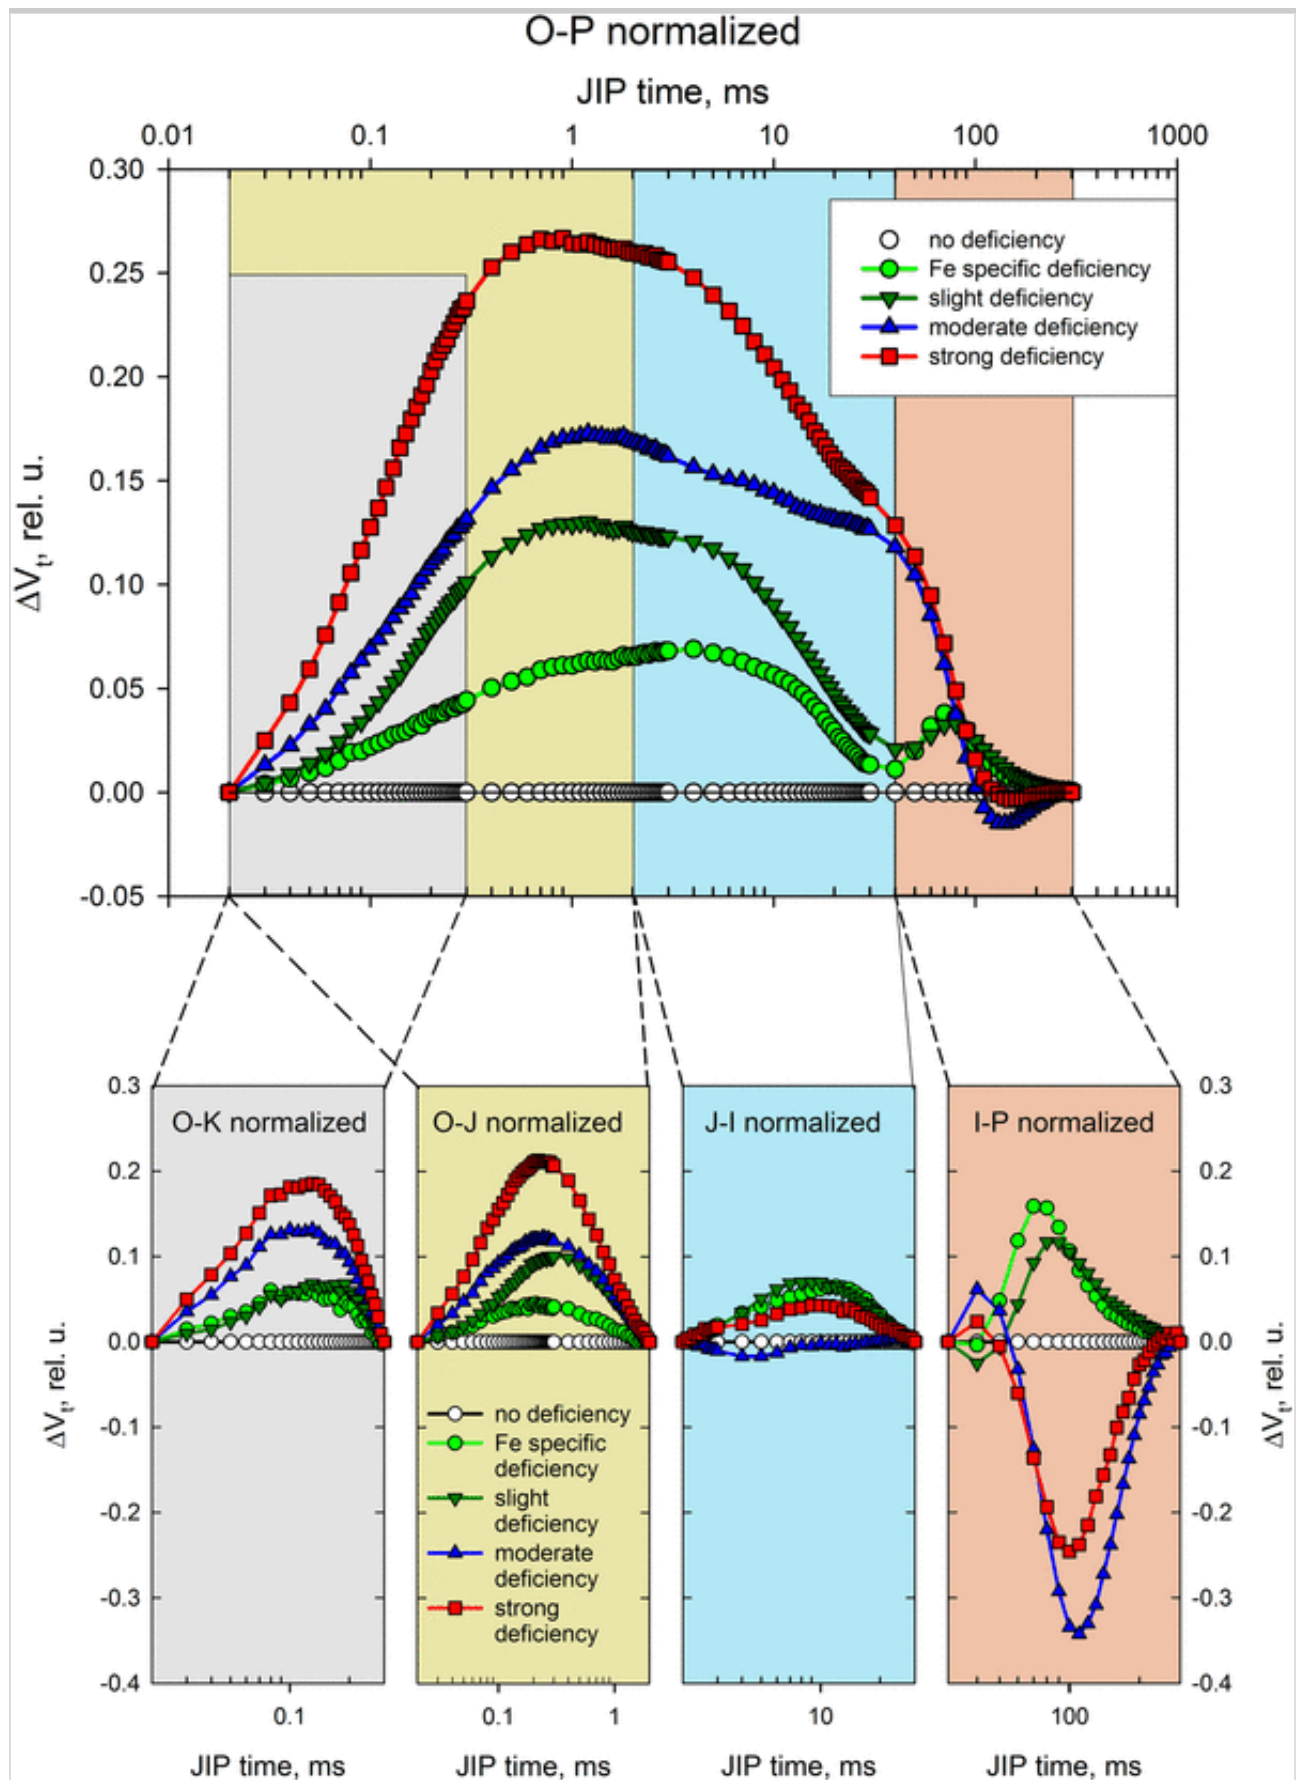 O-P normalized
JIP time, ms
0.01 0.1 1 10 100 1000
0.30
0.25
0.20
0.15
0.10
0.05
0.00
-0.05
ΔVt, rel. u.
no deficiency
Fe specific deficiency
slight deficiency
moderate deficiency
strong deficiency
0.3
0.2
0.1
0.0
-0.1
-0.2
-0.3
-0.4
ΔVt, rel. u.
O-K normalized
O-J normalized
J-I normalized
I-P normalized
no deficiency
Fe specific
deficiency
slight
deficiency
moderate
deficiency
strong
deficiency
0.3
0.2
0.1
0.0
-0.1
-0.2
-0.3
-0.4
ΔVt, rel. u.
0.1
0.1 1
10
100
JIP time, ms
JIP time, ms
JIP time, ms
JIP time, ms